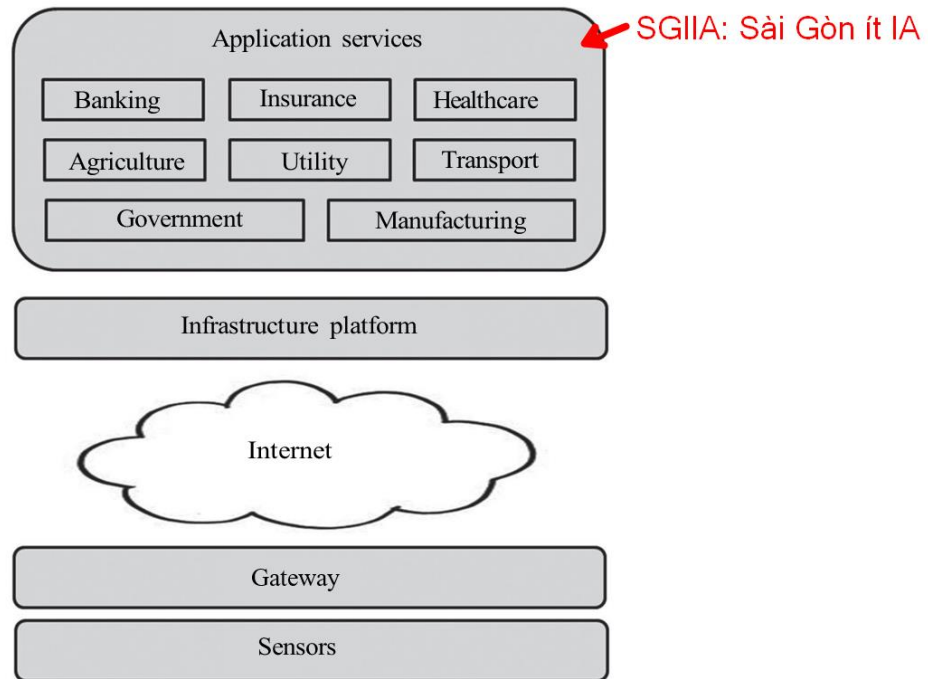 Application services
SGIIA: Sài Gòn ít IA
Banking
Insurance
Healthcare
Agriculture
Utility
Transport
Government
Manufacturing
Infrastructure platform
Internet
Gateway
Sensors